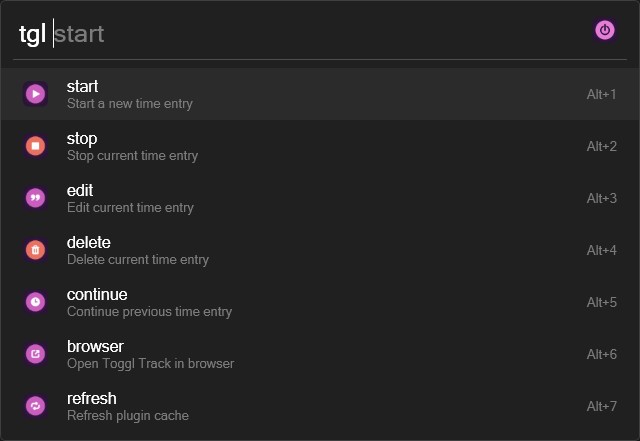 tgl start
start
Start a new time entry
Alt+1
stop
Stop current time entry
Alt+2
edit
Edit current time entry
Alt+3
delete
Delete current time entry
Alt+4
continue
Continue previous time entry
Alt+5
browser
Open Toggl Track in browser
Alt+6
refresh
Refresh plugin cache
Alt+7